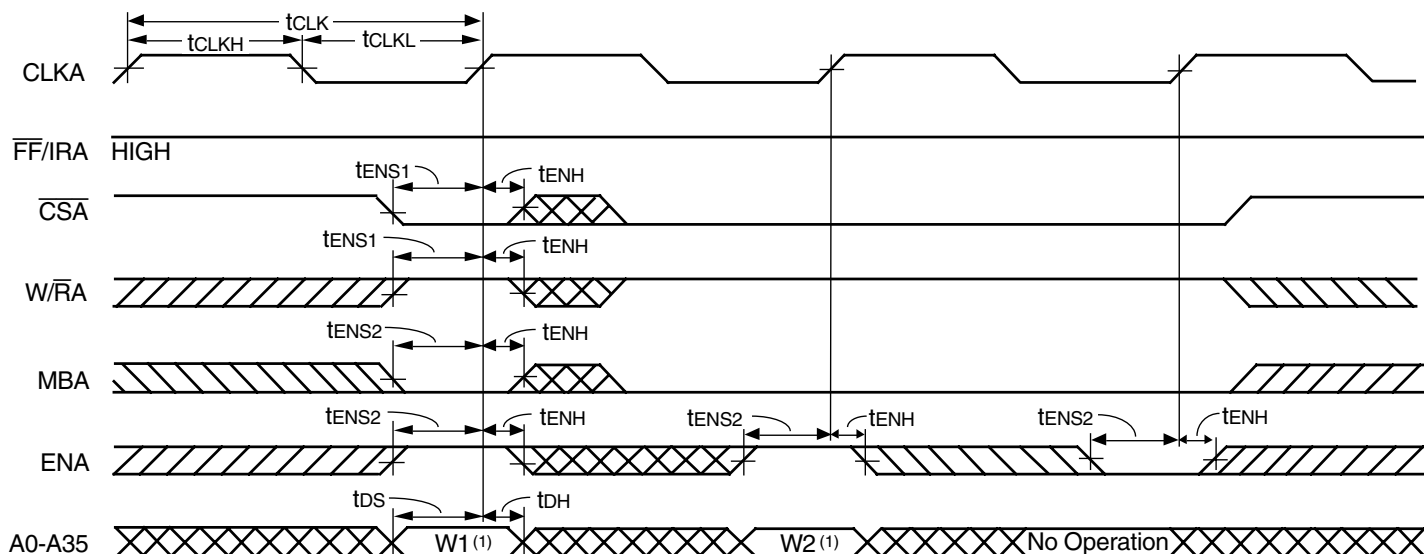 tCLK
tCLKH tCLKL
CLKA
FF/IRA HIGH
tENS1 tENH
CSA
tENS1 tENH
W/RA
tENS2 tENH
MBA
tENS2 tENH tENS2 tENH tENS2 tENH
ENA
tDS tDH
A0-A35 W1(1) W2(1) No Operation